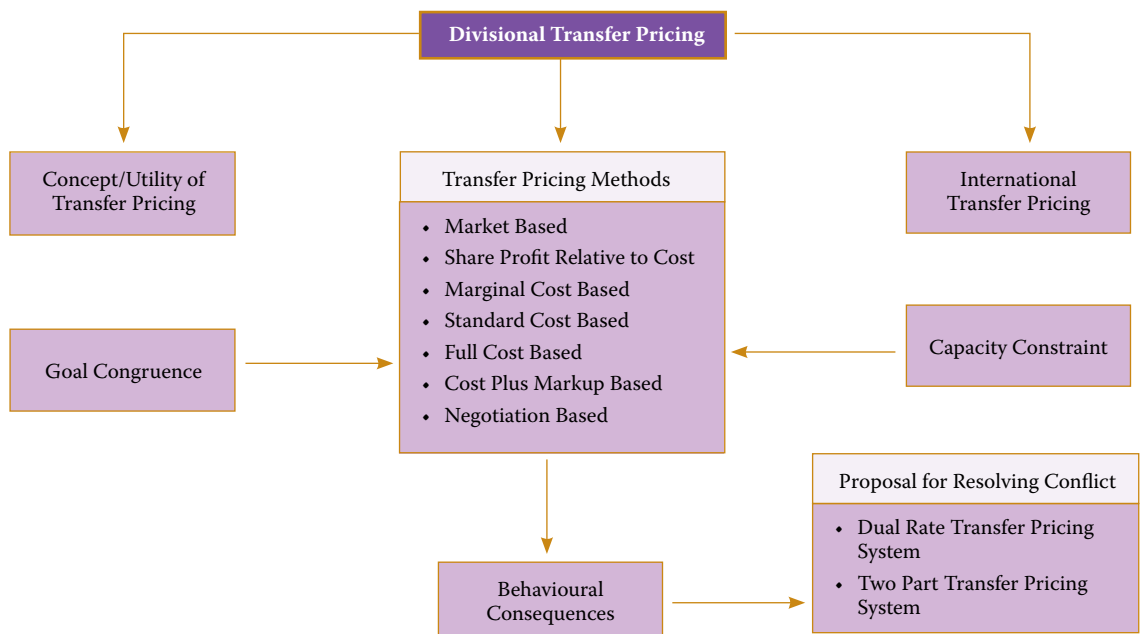 Divisional Transfer Pricing
Concept/Utility of
Transfer Pricing
Transfer Pricing Methods
• Market Based
• Share Profit Relative to Cost
• Marginal Cost Based
• Standard Cost Based
• Full Cost Based
• Cost Plus Markup Based
• Negotiation Based
International
Transfer Pricing
Goal Congruence
Capacity Constraint
Behavioural
Consequences
Proposal for Resolving Conflict
• Dual Rate Transfer Pricing
System
• Two Part Transfer Pricing
System